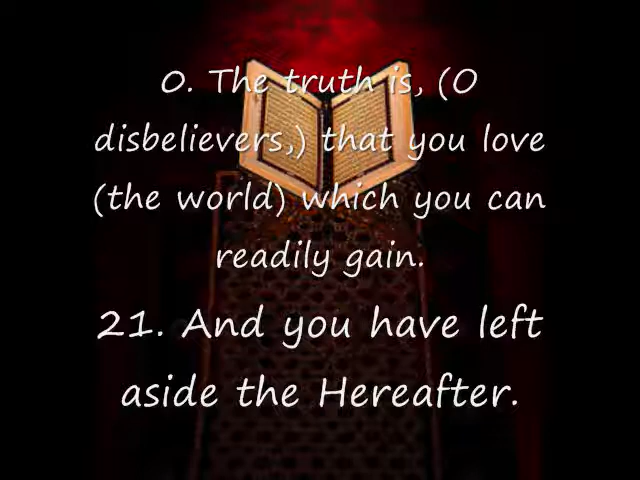 0. The truth is, (O
disbelievers,) that you love
(the world) which you can
readily gain.
21. And you have left
aside the Hereafter.